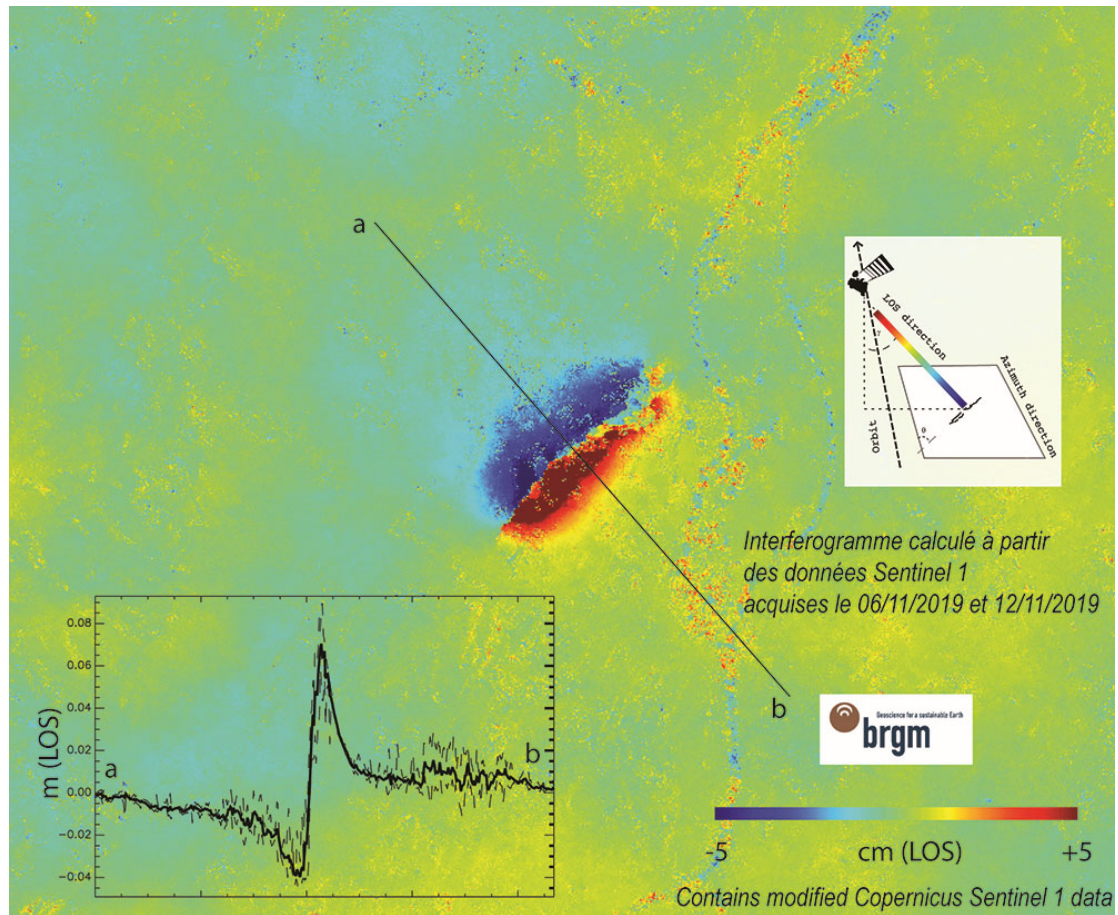 a
LOS direction
γ
Azimuth direction
Orbit
θ
Interferogramme calculé à partir
des données Sentinel 1
acquises le 06/11/2019 et 12/11/2019
b
Geoscience for a sustainable Earth
brgm
m (LOS)
0.08
0.06
0.04
0.02
0.00
-0.02
-0.04
a
b
-5
cm (LOS)
+5
Contains modified Copernicus Sentinel 1 data